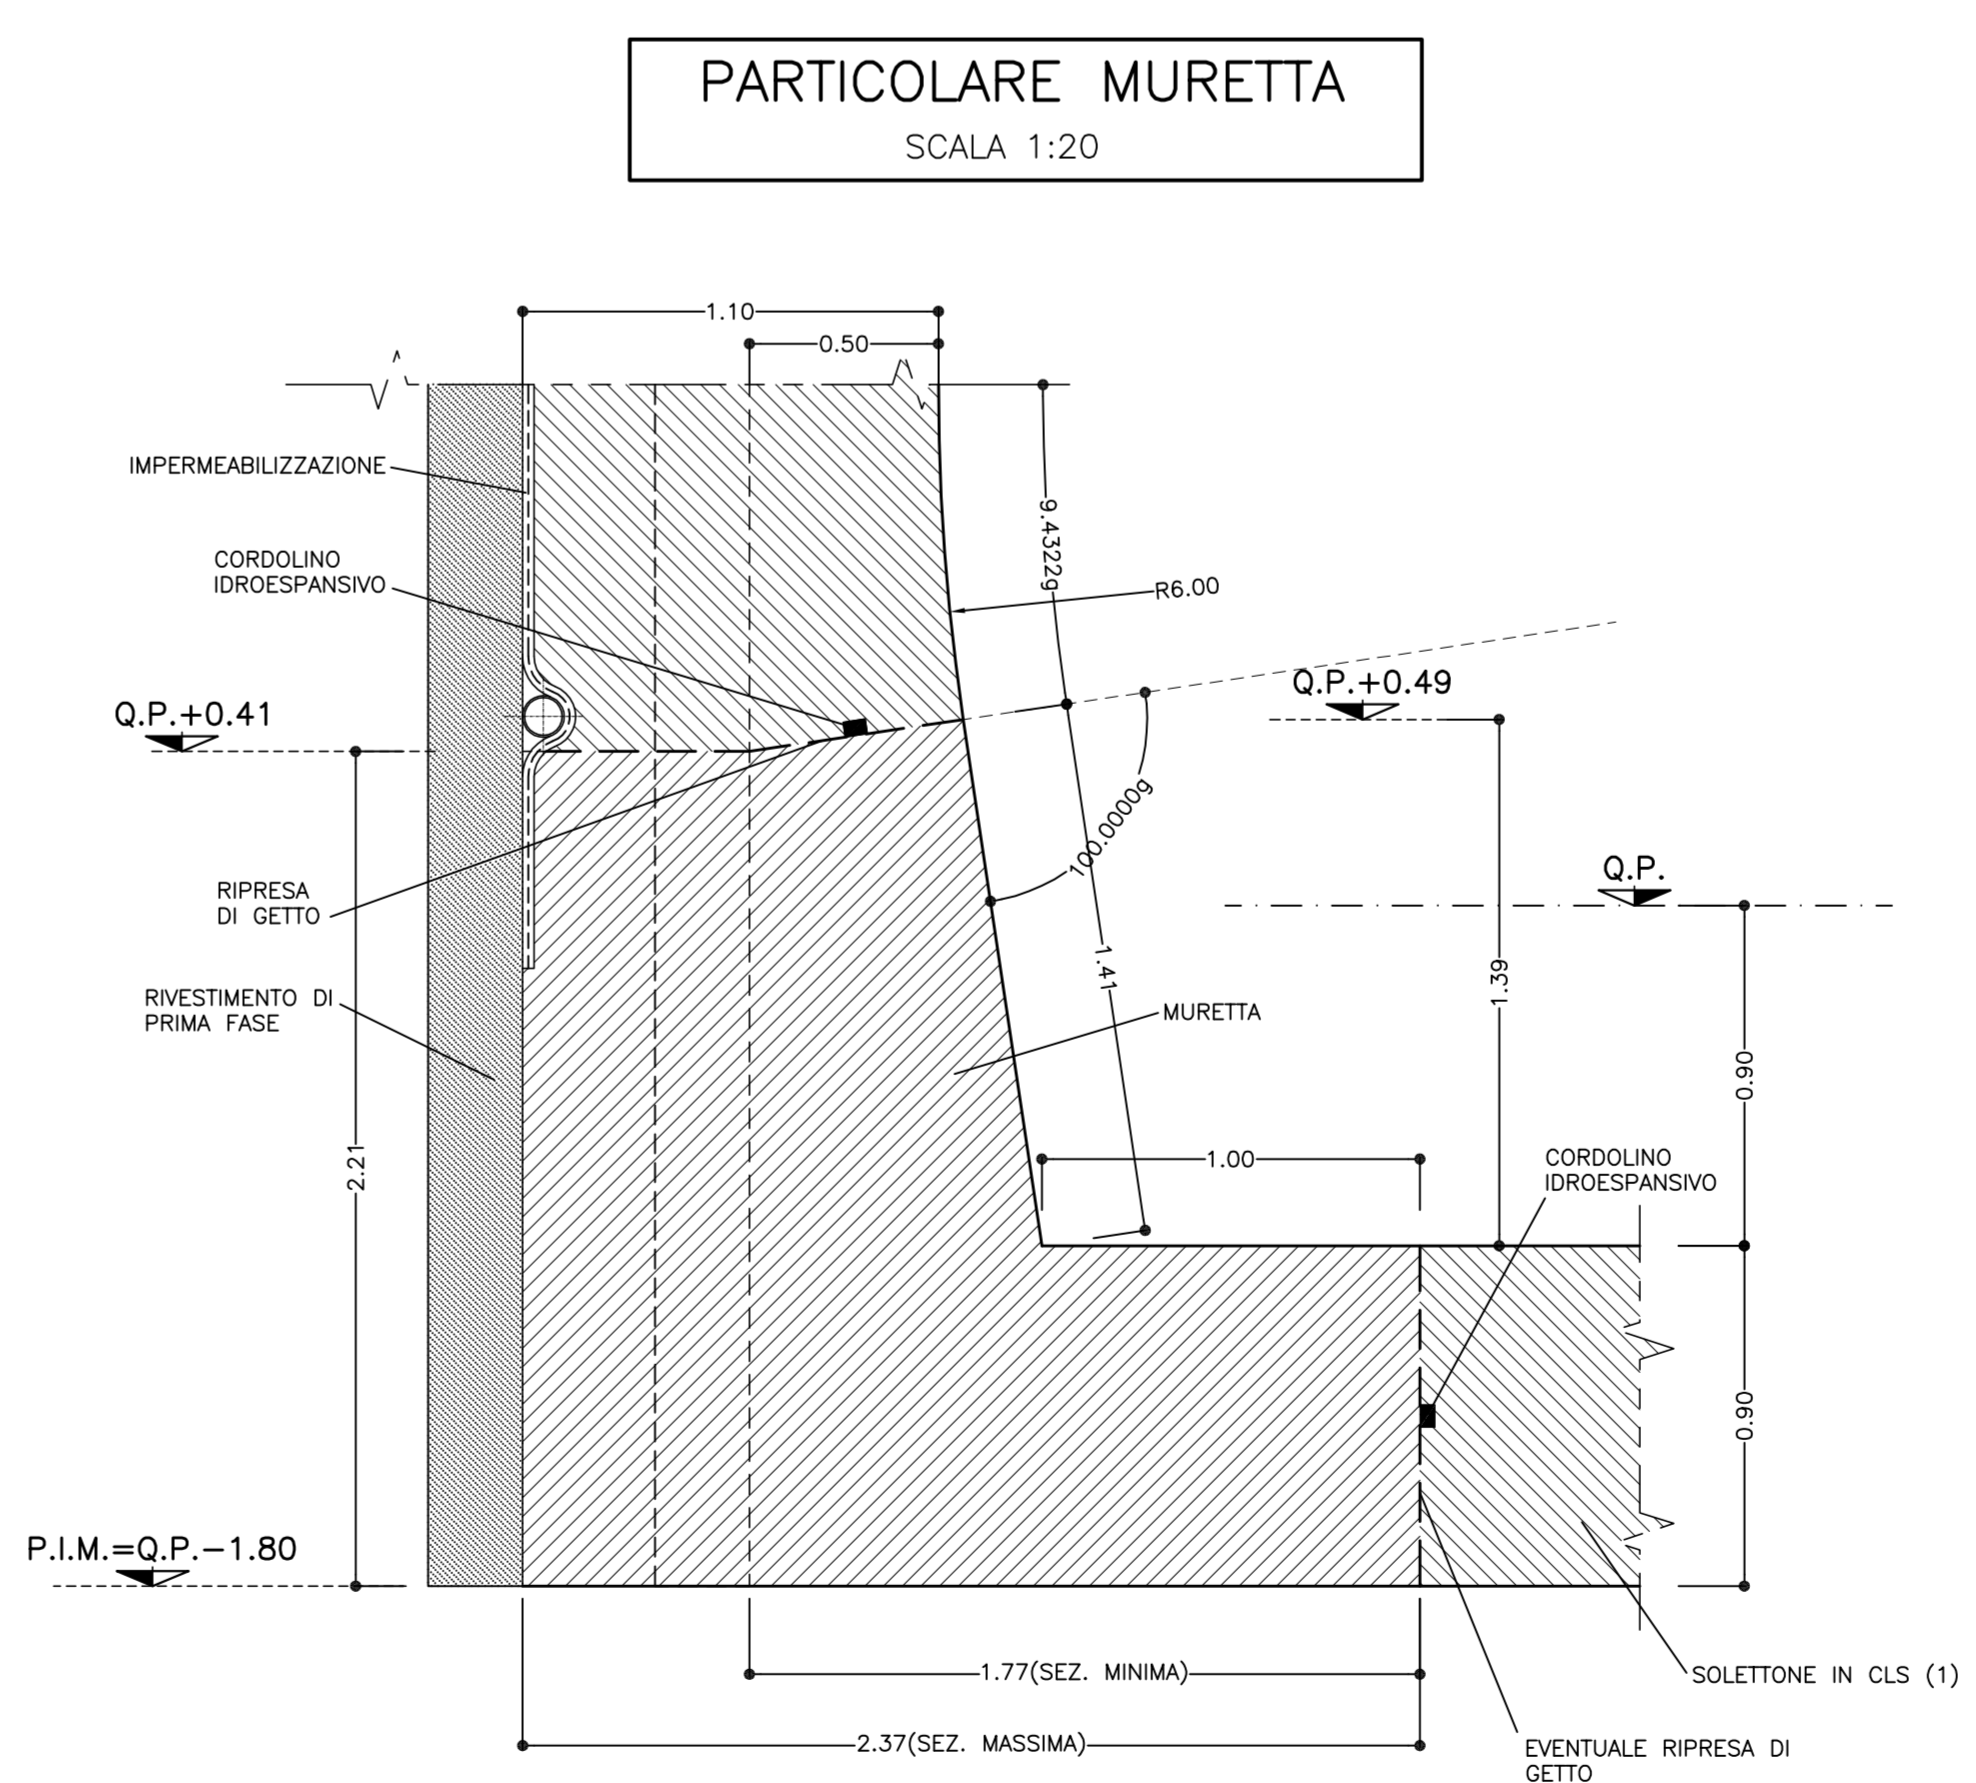 PARTICOLARE MURETTA
SCALA 1:20
1.10
0.50
IMPERMEABILIZZAZIONE
9.4322g
CORDOLINO
IDROESPANSIVO
R6.00
Q.P.+0.41
Q.P.+0.49
100.0000g
Q.P.
RIPRESA
DI GETTO
1.41
1.39
RIVESTIMENTO DI
PRIMA FASE
MURETTA
0.90
2.21
1.00
CORDOLINO
IDROESPANSIVO
0.90
P.I.M.=Q.P.-1.80
1.77(SEZ. MINIMA)
SOLETTONE IN CLS (1)
2.37(SEZ. MASSIMA)
EVENTUALE RIPRESA DI
GETTO